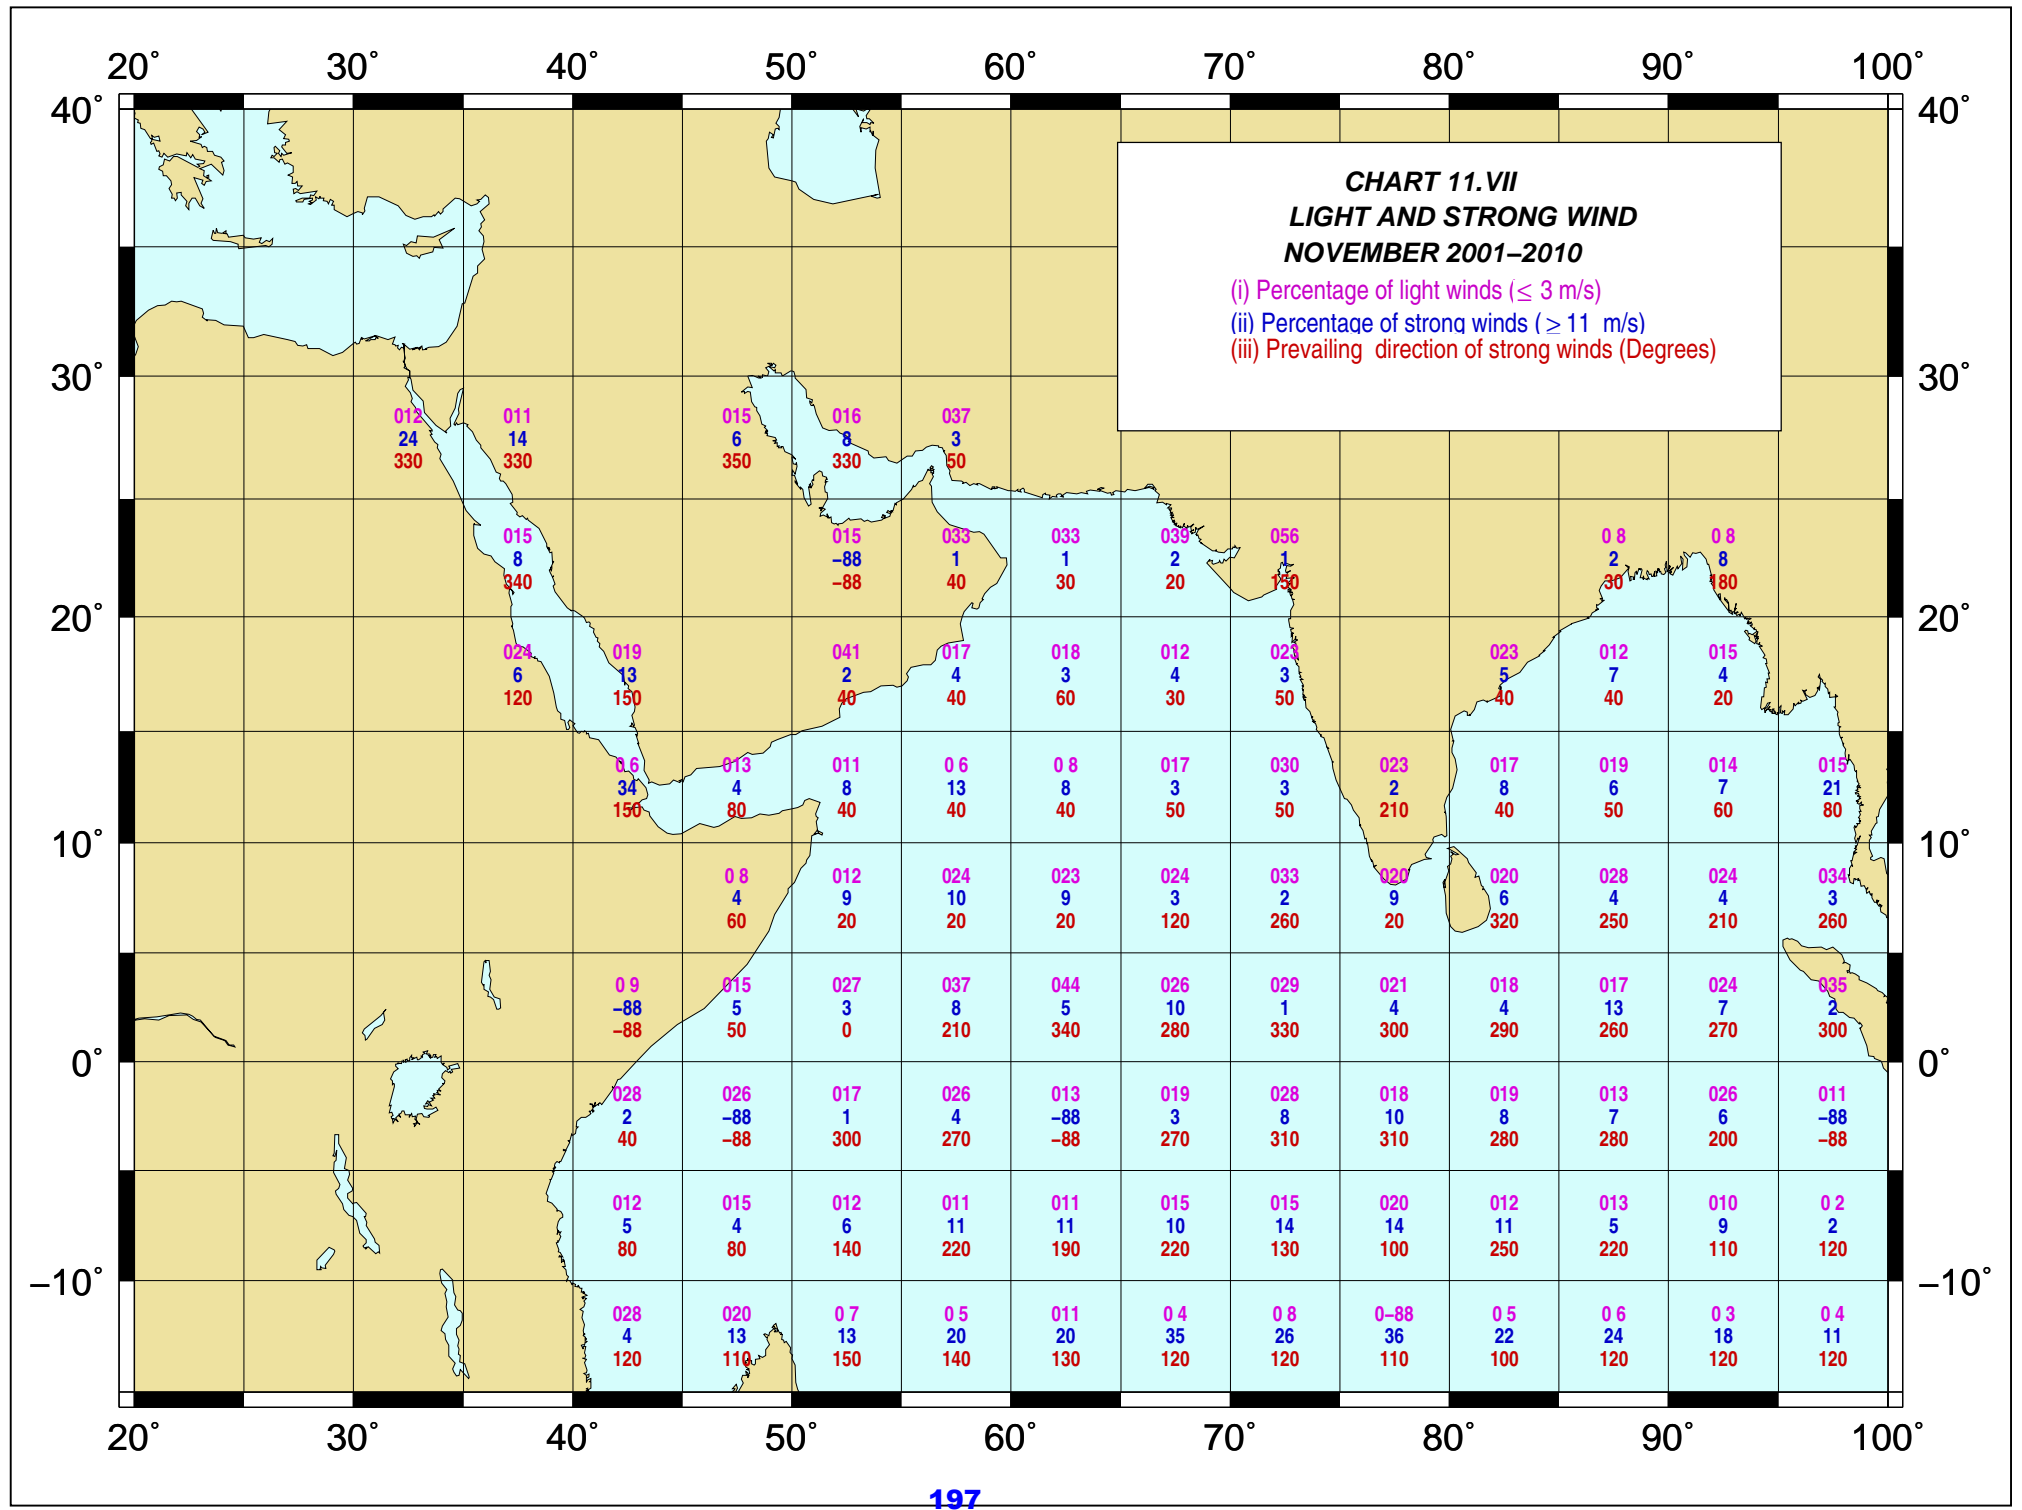 20° 30° 40° 50° 60° 70° 80° 90° 100°
40° 40°
CHART 11.VII
LIGHT AND STRONG WIND
NOVEMBER 2001–2010
(i) Percentage of light winds (≤ 3 m/s)
(ii) Percentage of strong winds (≥ 11 m/s)
(iii) Prevailing direction of strong winds (Degrees)
30° 30°
012 011 015 016 037
24 14 6 8 3
330 330 350 330 50
015 015 033 033 039 056 0 8 0 8
8 –88 1 1 2 1 2 8
340 –88 40 30 20 150 30 180
20° 20°
024 019 041 017 018 012 023 023 012 015
6 13 2 4 3 4 3 5 7 4
120 150 40 40 60 30 50 40 40 20
0 6 013 011 0 6 0 8 017 030 023 017 019 014 015
34 4 8 13 8 3 3 2 8 6 7 21
150 80 40 40 40 50 50 210 40 50 60 80
10° 10°
0 8 012 024 023 024 033 020 020 028 024 034
4 9 10 9 3 2 9 6 4 4 3
60 20 20 20 120 260 20 320 250 210 260
0 9 015 027 037 044 026 029 021 018 017 024 035
–88 5 3 8 5 10 1 4 4 13 7 2
–88 50 0 210 340 280 330 300 290 260 270 300
0° 0°
028 026 017 026 013 019 028 018 019 013 026 011
2 –88 1 4 –88 3 8 10 8 7 6 –88
40 –88 300 270 –88 270 310 310 280 280 200 –88
012 015 012 011 011 015 015 020 012 013 010 0 2
5 4 6 11 11 10 14 14 11 5 9 2
80 80 140 220 190 220 130 100 250 220 110 120
–10° –10°
028 020 0 7 0 5 011 0 4 0 8 0–88 0 5 0 6 0 3 0 4
4 13 13 20 20 35 26 36 22 24 18 11
120 110 150 140 130 120 120 110 100 120 120 120
20° 30° 40° 50° 60° 70° 80° 90° 100°
197